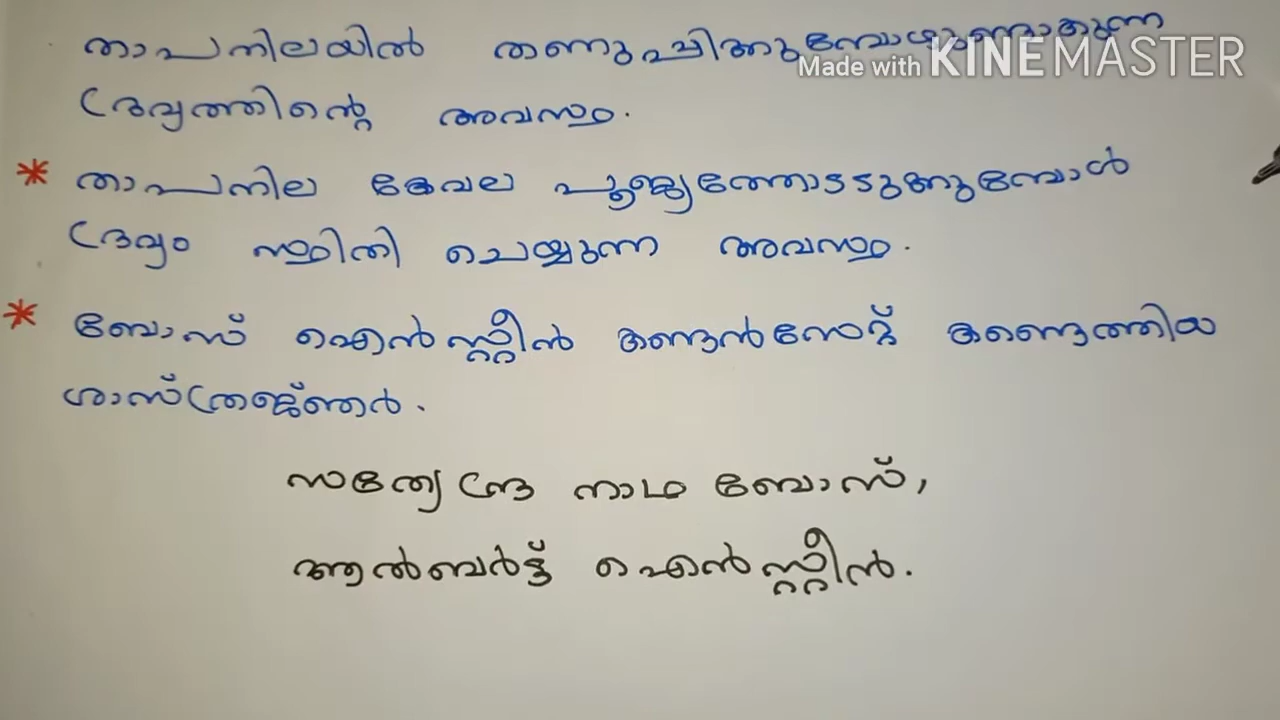 താപനിലയിൽ തണുപ്പിക്കുമ്പോഴുണ്ടാകുന്ന
Made with KINEMASTER
ദ്രവ്യത്തിന്റെ അവസ്ഥ.
* താപനില കേവല പൂജ്യത്തോടടുക്കുമ്പോൾ
ദ്രവ്യം സ്ഥിതി ചെയ്യുന്ന അവസ്ഥ.
* ബോസ് ഐൻസ്റ്റീൻ കണ്ടൻസേറ്റ് കണ്ടെത്തിയ
ശാസ്ത്രജ്ഞർ.
സത്യേന്ദ്ര നാഥ ബോസ്,
ആൽബർട്ട് ഐൻസ്റ്റീൻ.